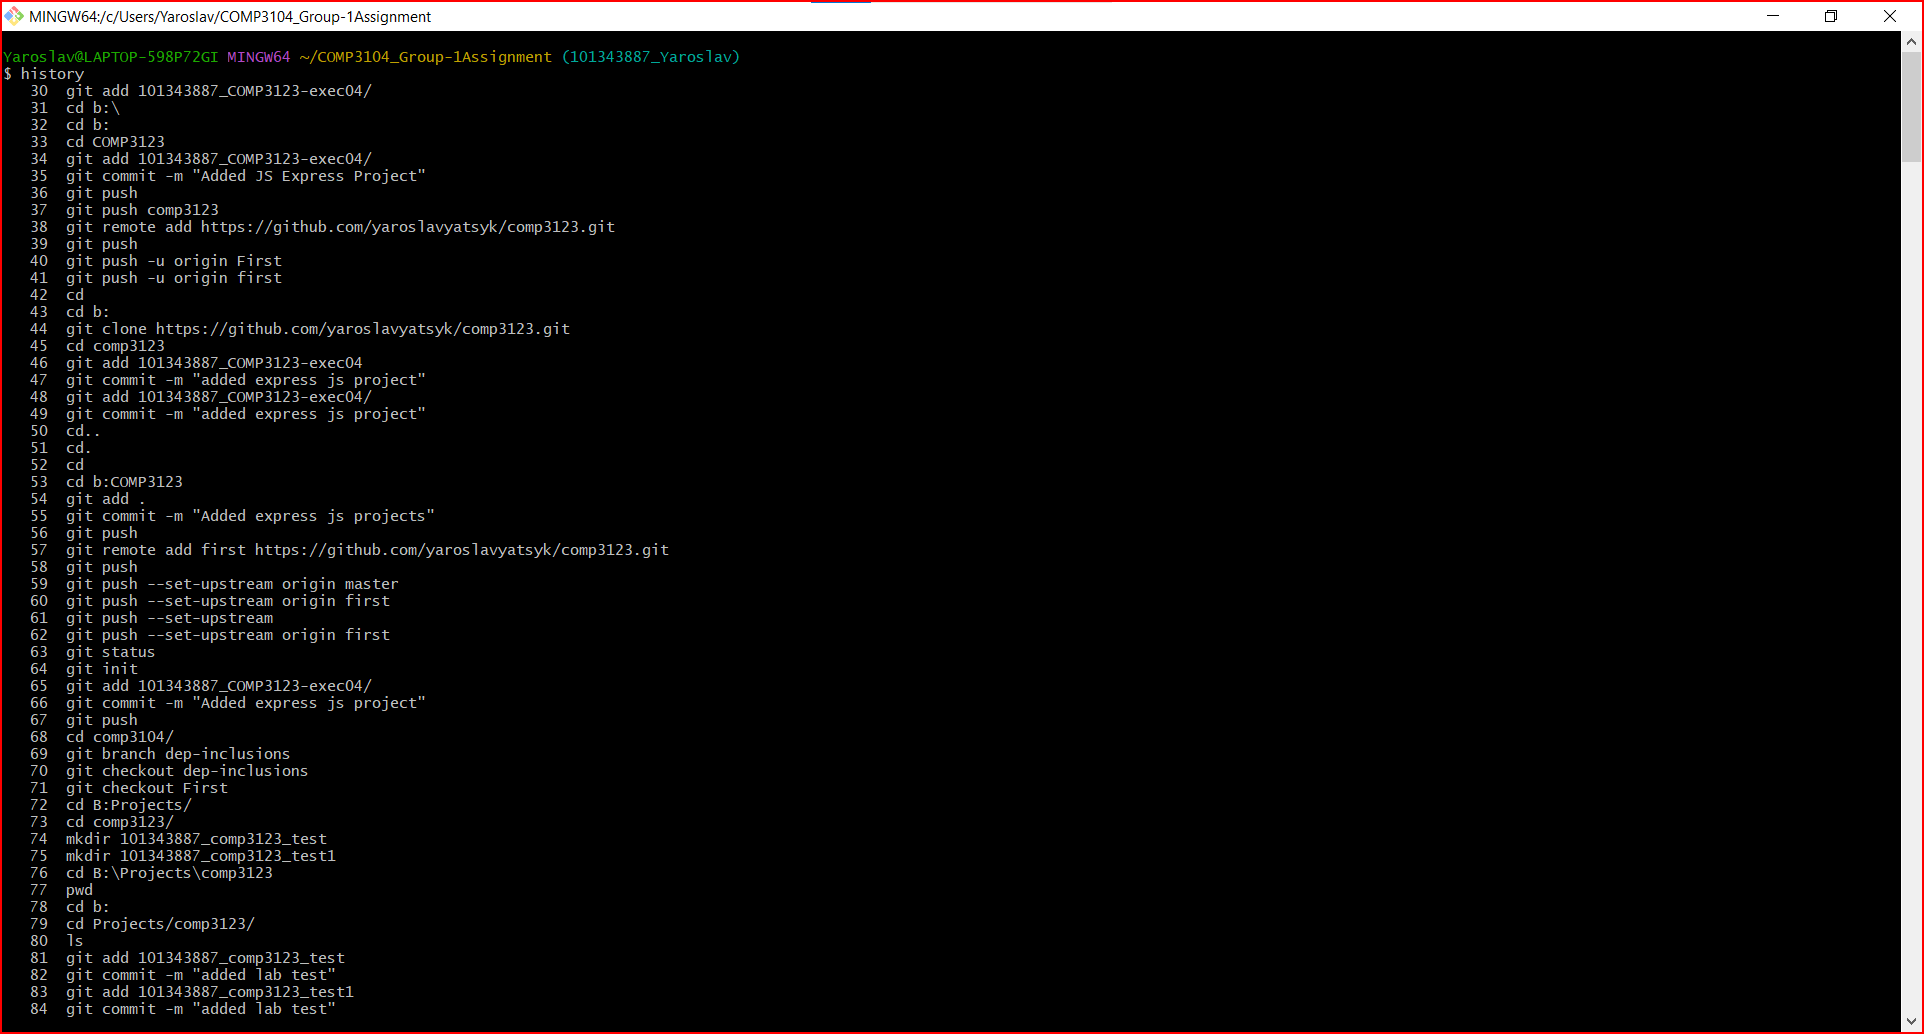 MINGW64:/c/Users/Yaroslav/COMP3104_Group-1Assignment
Yaroslav@LAPTOP-598P72GI MINGW64 ~/COMP3104_Group-1Assignment (101343887_Yaroslav)
$ history
30 git add 101343887_COMP3123-exec04/
31 cd b:\
32 cd b:
33 cd COMP3123
34 git add 101343887_COMP3123-exec04/
35 git commit -m "Added JS Express Project"
36 git push
37 git push comp3123
38 git remote add https://github.com/yaroslavyatsyk/comp3123.git
39 git push
40 git push -u origin First
41 git push -u origin first
42 cd
43 cd b:
44 git clone https://github.com/yaroslavyatsyk/comp3123.git
45 cd comp3123
46 git add 101343887_COMP3123-exec04
47 git commit -m "added express js project"
48 git add 101343887_COMP3123-exec04/
49 git commit -m "added express js project"
50 cd..
51 cd.
52 cd
53 cd b:COMP3123
54 git add .
55 git commit -m "Added express js projects"
56 git push
57 git remote add first https://github.com/yaroslavyatsyk/comp3123.git
58 git push
59 git push --set-upstream origin master
60 git push --set-upstream origin first
61 git push --set-upstream
62 git push --set-upstream origin first
63 git status
64 git init
65 git add 101343887_COMP3123-exec04/
66 git commit -m "Added express js project"
67 git push
68 cd comp3104/
69 git branch dep-inclusions
70 git checkout dep-inclusions
71 git checkout First
72 cd B:Projects/
73 cd comp3123/
74 mkdir 101343887_comp3123_test
75 mkdir 101343887_comp3123_test1
76 cd B:\Projects\comp3123
77 pwd
78 cd b:
79 cd Projects/comp3123/
80 ls
81 git add 101343887_comp3123_test
82 git commit -m "added lab test"
83 git add 101343887_comp3123_test1
84 git commit -m "added lab test"